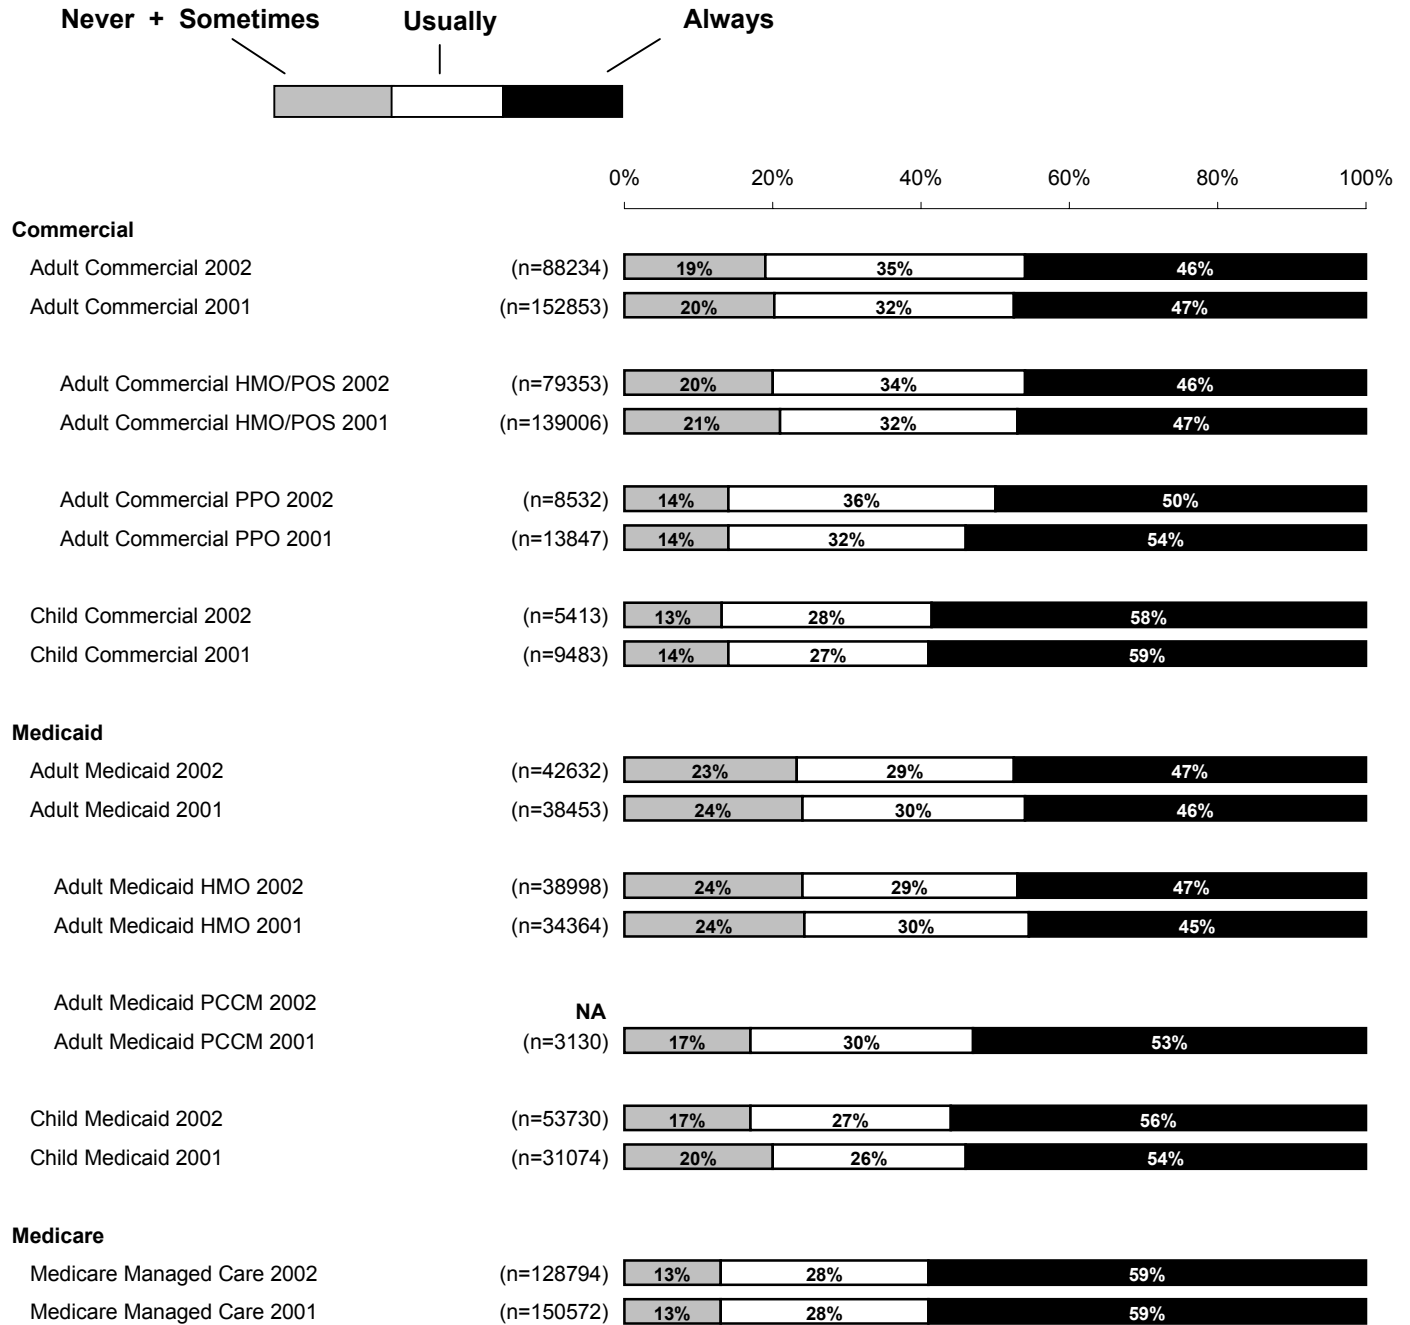 Never + Sometimes Usually Always
0% 20% 40% 60% 80% 100%
Commercial
Adult Commercial 2002 (n=88234) 19% 35% 46%
Adult Commercial 2001 (n=152853) 20% 32% 47%
Adult Commercial HMO/POS 2002 (n=79353) 20% 34% 46%
Adult Commercial HMO/POS 2001 (n=139006) 21% 32% 47%
Adult Commercial PPO 2002 (n=8532) 14% 36% 50%
Adult Commercial PPO 2001 (n=13847) 14% 32% 54%
Child Commercial 2002 (n=5413) 13% 28% 58%
Child Commercial 2001 (n=9483) 14% 27% 59%
Medicaid
Adult Medicaid 2002 (n=42632) 23% 29% 47%
Adult Medicaid 2001 (n=38453) 24% 30% 46%
Adult Medicaid HMO 2002 (n=38998) 24% 29% 47%
Adult Medicaid HMO 2001 (n=34364) 24% 30% 45%
Adult Medicaid PCCM 2002 NA
Adult Medicaid PCCM 2001 (n=3130) 17% 30% 53%
Child Medicaid 2002 (n=53730) 17% 27% 56%
Child Medicaid 2001 (n=31074) 20% 26% 54%
Medicare
Medicare Managed Care 2002 (n=128794) 13% 28% 59%
Medicare Managed Care 2001 (n=150572) 13% 28% 59%